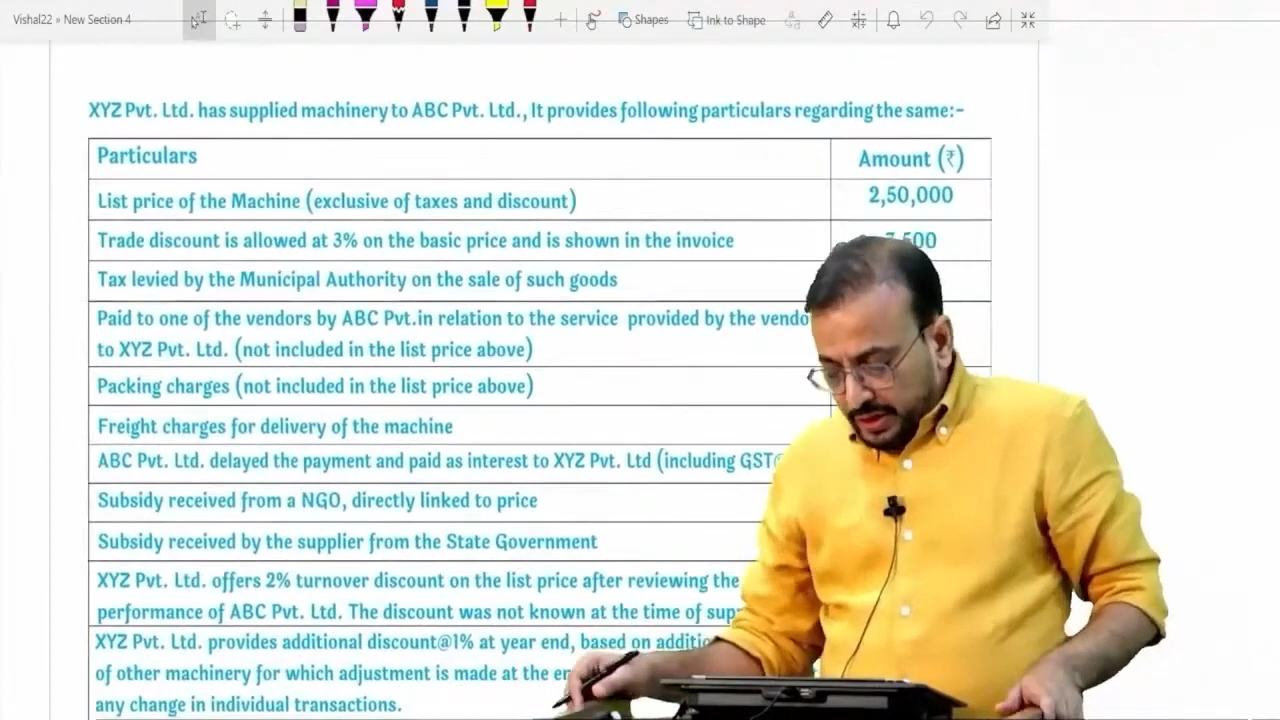 Vishal22 » New Section 4
Shapes
Ink to Shape
XYZ Pvt. Ltd. has supplied machinery to ABC Pvt. Ltd., It provides following particulars regarding the same:-
Particulars
Amount (₹)
List price of the Machine (exclusive of taxes and discount)
2,50,000
Trade discount is allowed at 3% on the basic price and is shown in the invoice
Tax levied by the Municipal Authority on the sale of such goods
Paid to one of the vendors by ABC Pvt.in relation to the service provided by the
to XYZ Pvt. Ltd. (not included in the list price above)
Packing charges (not included in the list price above)
Freight charges for delivery of the machine
ABC Pvt. Ltd. delayed the payment and paid as interest to XYZ Pvt. Ltd (including GST
Subsidy received from a NGO, directly linked to price
Subsidy received by the supplier from the State Government
XYZ Pvt. Ltd. offers 2% turnover discount on the list price after reviewing the
performance of ABC Pvt. Ltd. The discount was not known at the time of
XYZ Pvt. Ltd. provides additional discount@1% at year end, based on
of other machinery for which adjustment is made at the
any change in individual transactions.